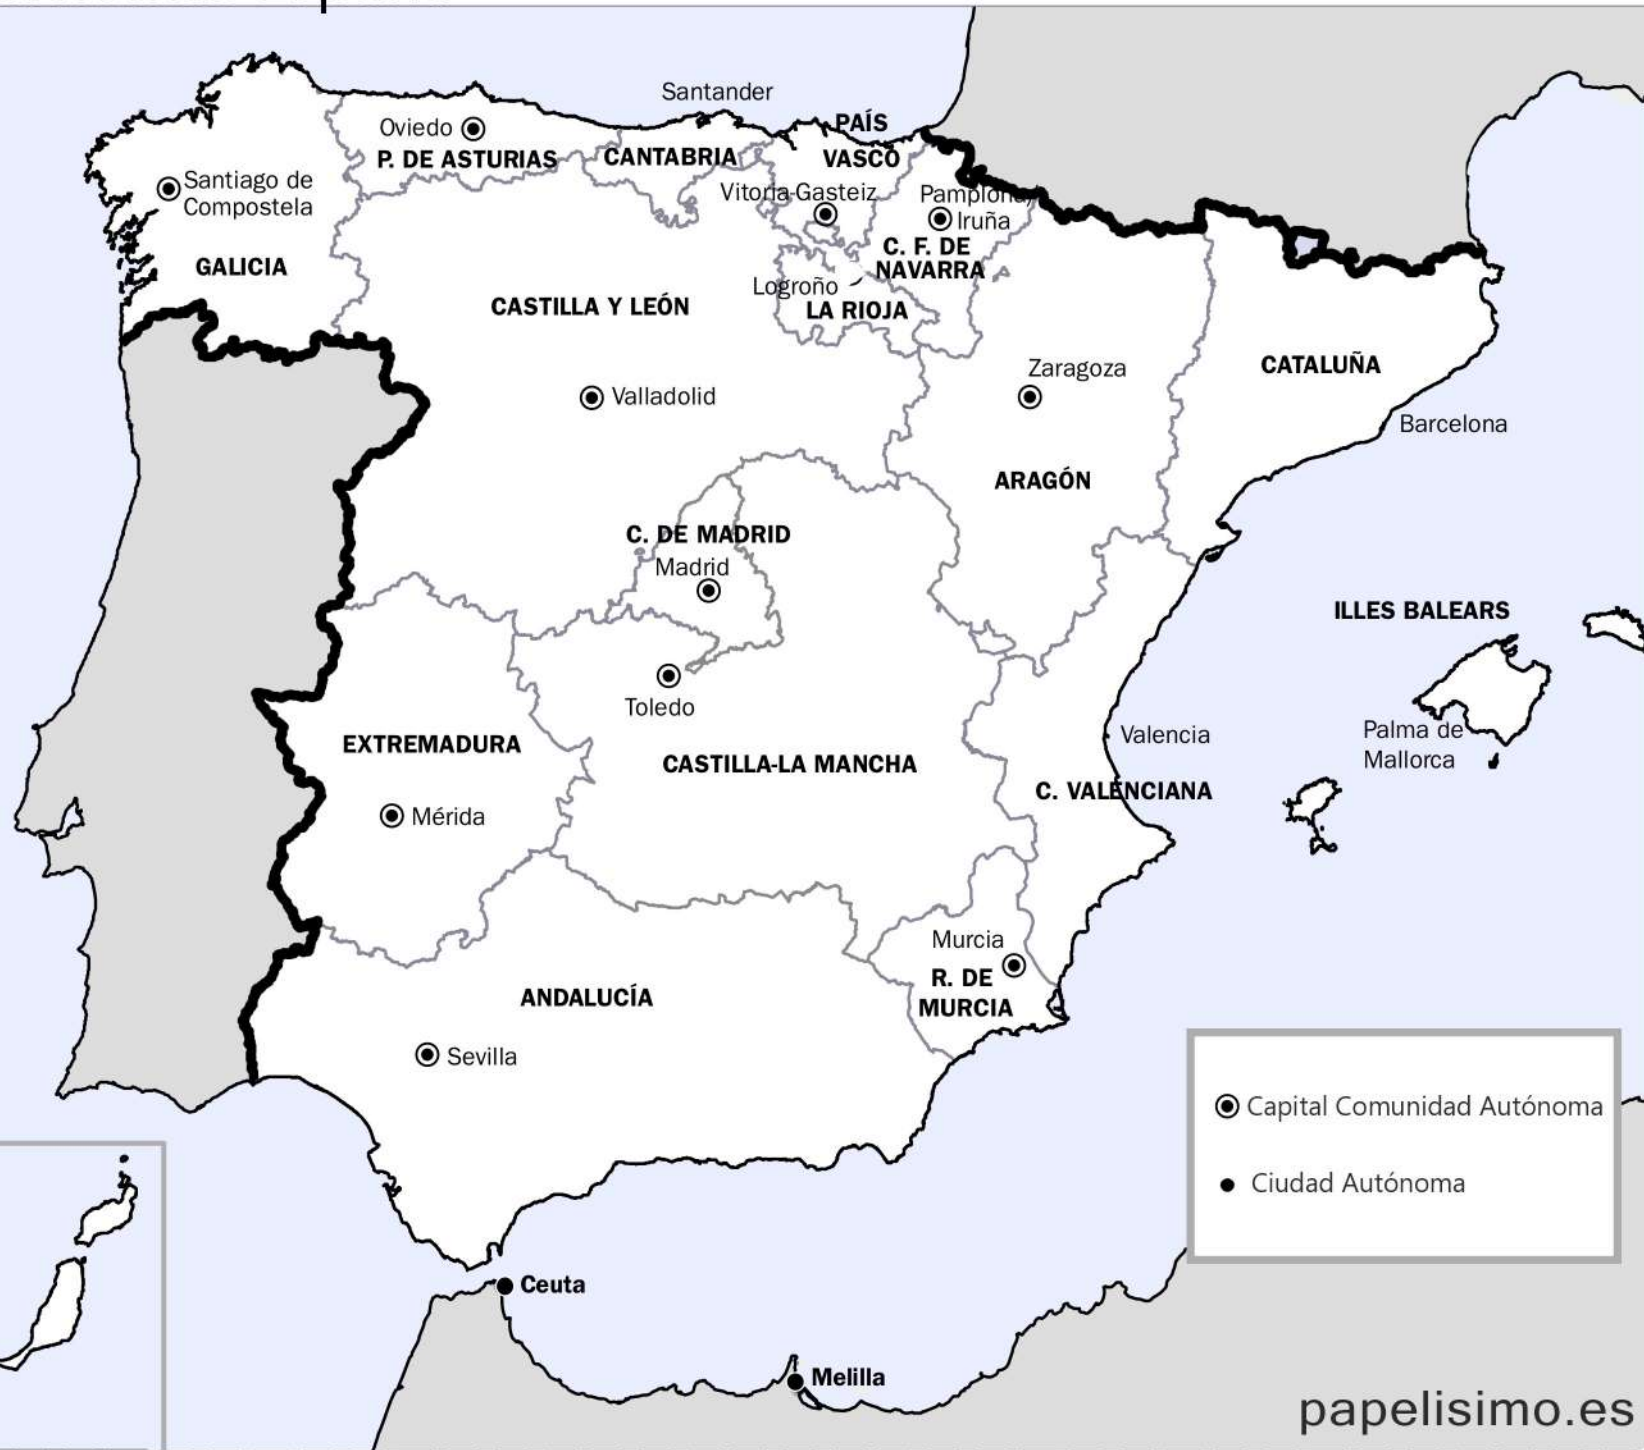 Santander
PAÍS
VASCO
Oviedo
P. DE ASTURIAS
CANTABRIA
Santiago de
Compostela
GALICIA
Vitoria-Gasteiz
Pamplona/
Iruña
C. F. DE
NAVARRA
Logroño
LA RIOJA
CASTILLA Y LEÓN
Valladolid
Zaragoza
ARAGÓN
CATALUÑA
Barcelona
C. DE MADRID
Madrid
Toledo
ILLES BALEARS
Palma de
Mallorca
EXTREMADURA
Mérida
CASTILLA-LA MANCHA
Valencia
C. VALENCIANA
Murcia
R. DE
MURCIA
ANDALUCÍA
Sevilla
Capital Comunidad Autónoma
Ciudad Autónoma
Ceuta
Melilla
papelisimo.es